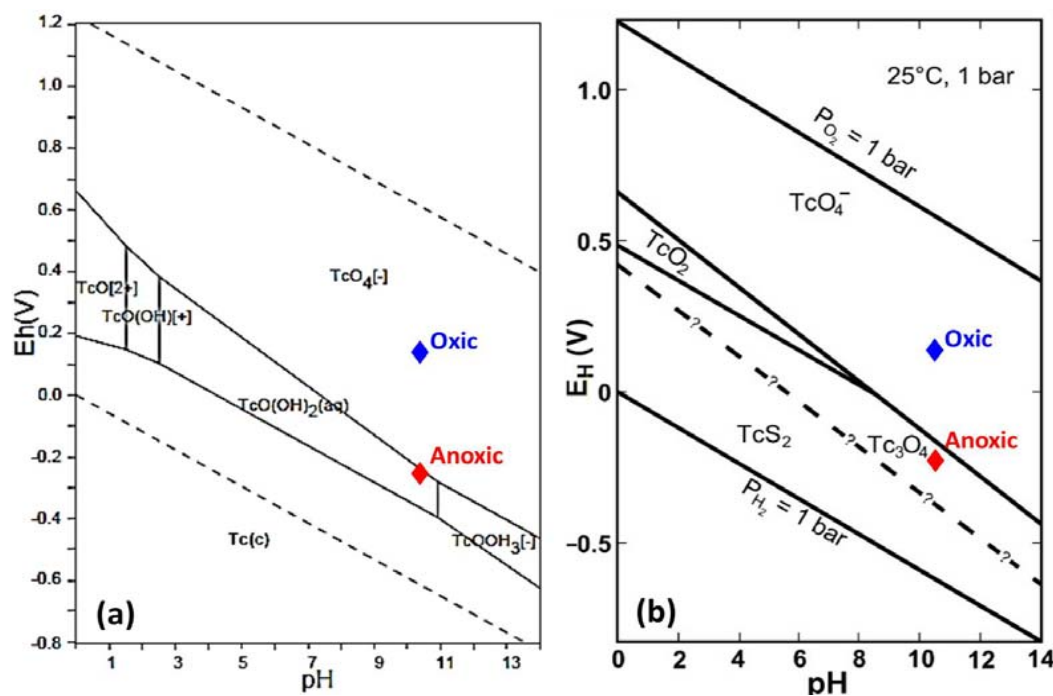 1.2
1.0
0.8
0.6
0.4
0.2
0.0
-0.2
-0.4
-0.6
-0.8
Eh(V)
TcO₄[-]
TcO[2+]
TcO(OH)[+]
Oxic
TcO(OH)₂(aq)
Anoxic
TcOOH₃[-]
Tc(c)
(a)
1 3 5 7 9 11 13
pH
1.0
0.5
0
–0.5
E_H (V)
25°C, 1 bar
P_O₂ = 1 bar
TcO₄⁻
TcO₂
Oxic
?
?
?
?
?
?
?
TcS₂
Tc₃O₄
Anoxic
P_H₂ = 1 bar
(b)
0 2 4 6 8 10 12 14
pH